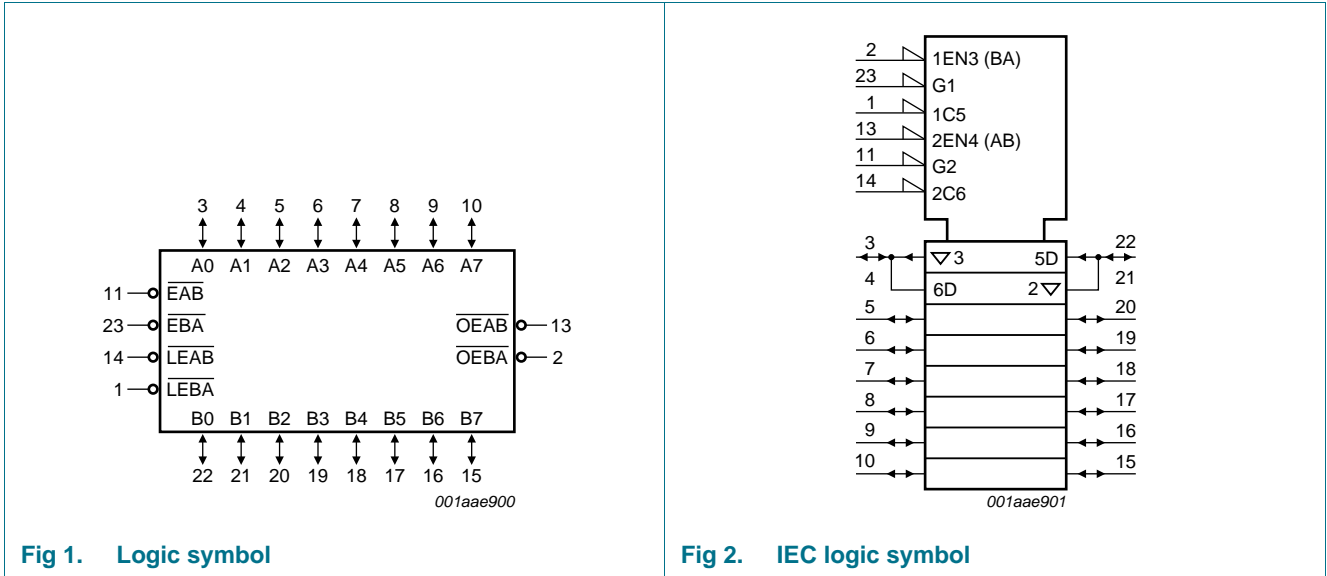 3 4 5 6 7 8 9 10
A0 A1 A2 A3 A4 A5 A6 A7
11 EAB
23 EBA OEAB 13
14 LEAB OEBA 2
1 LEBA
B0 B1 B2 B3 B4 B5 B6 B7
22 21 20 19 18 17 16 15
001aae900
Fig 1. Logic symbol
2 1EN3 (BA)
23 G1
1 1C5
13 2EN4 (AB)
11 G2
14 2C6
3 ▽3 5D 22
4 6D 2▽ 21
5 20
6 19
7 18
8 17
9 16
10 15
001aae901
Fig 2. IEC logic symbol